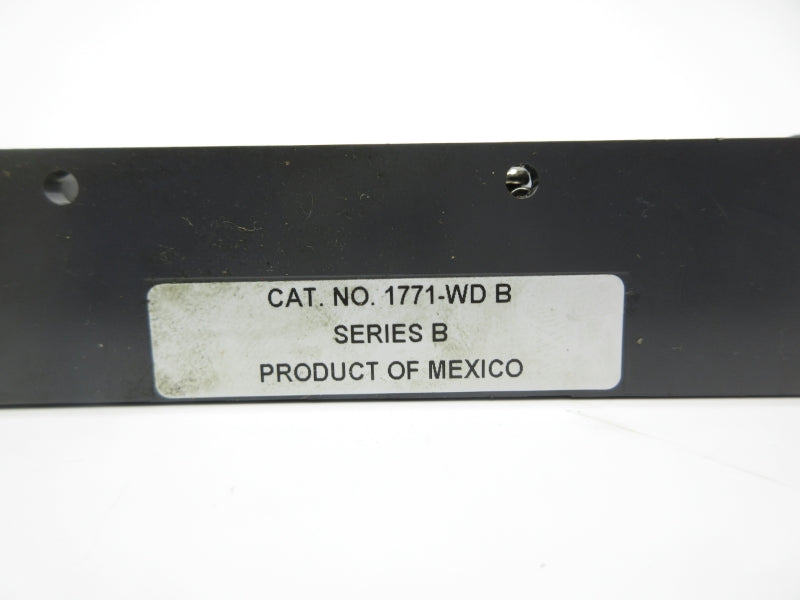 CAT. NO. 1771-WD B
SERIES B
PRODUCT OF MEXICO